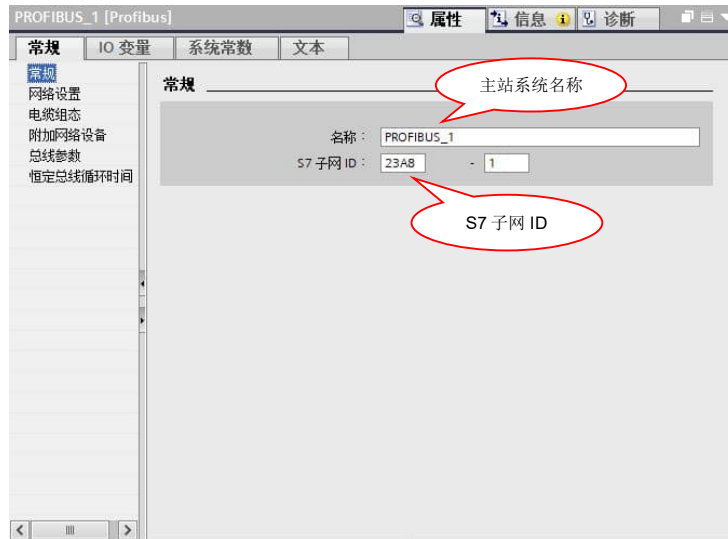 PROFIBUS_1 [Profibus]
属性
信息
诊断
常规
IO 变量
系统常数
文本
常规
网络设置
电缆组态
附加网络设备
总线参数
恒定总线循环时间
常规
主站系统名称
名称： PROFIBUS_1
S7 子网 ID： 23A8 - 1
S7 子网 ID